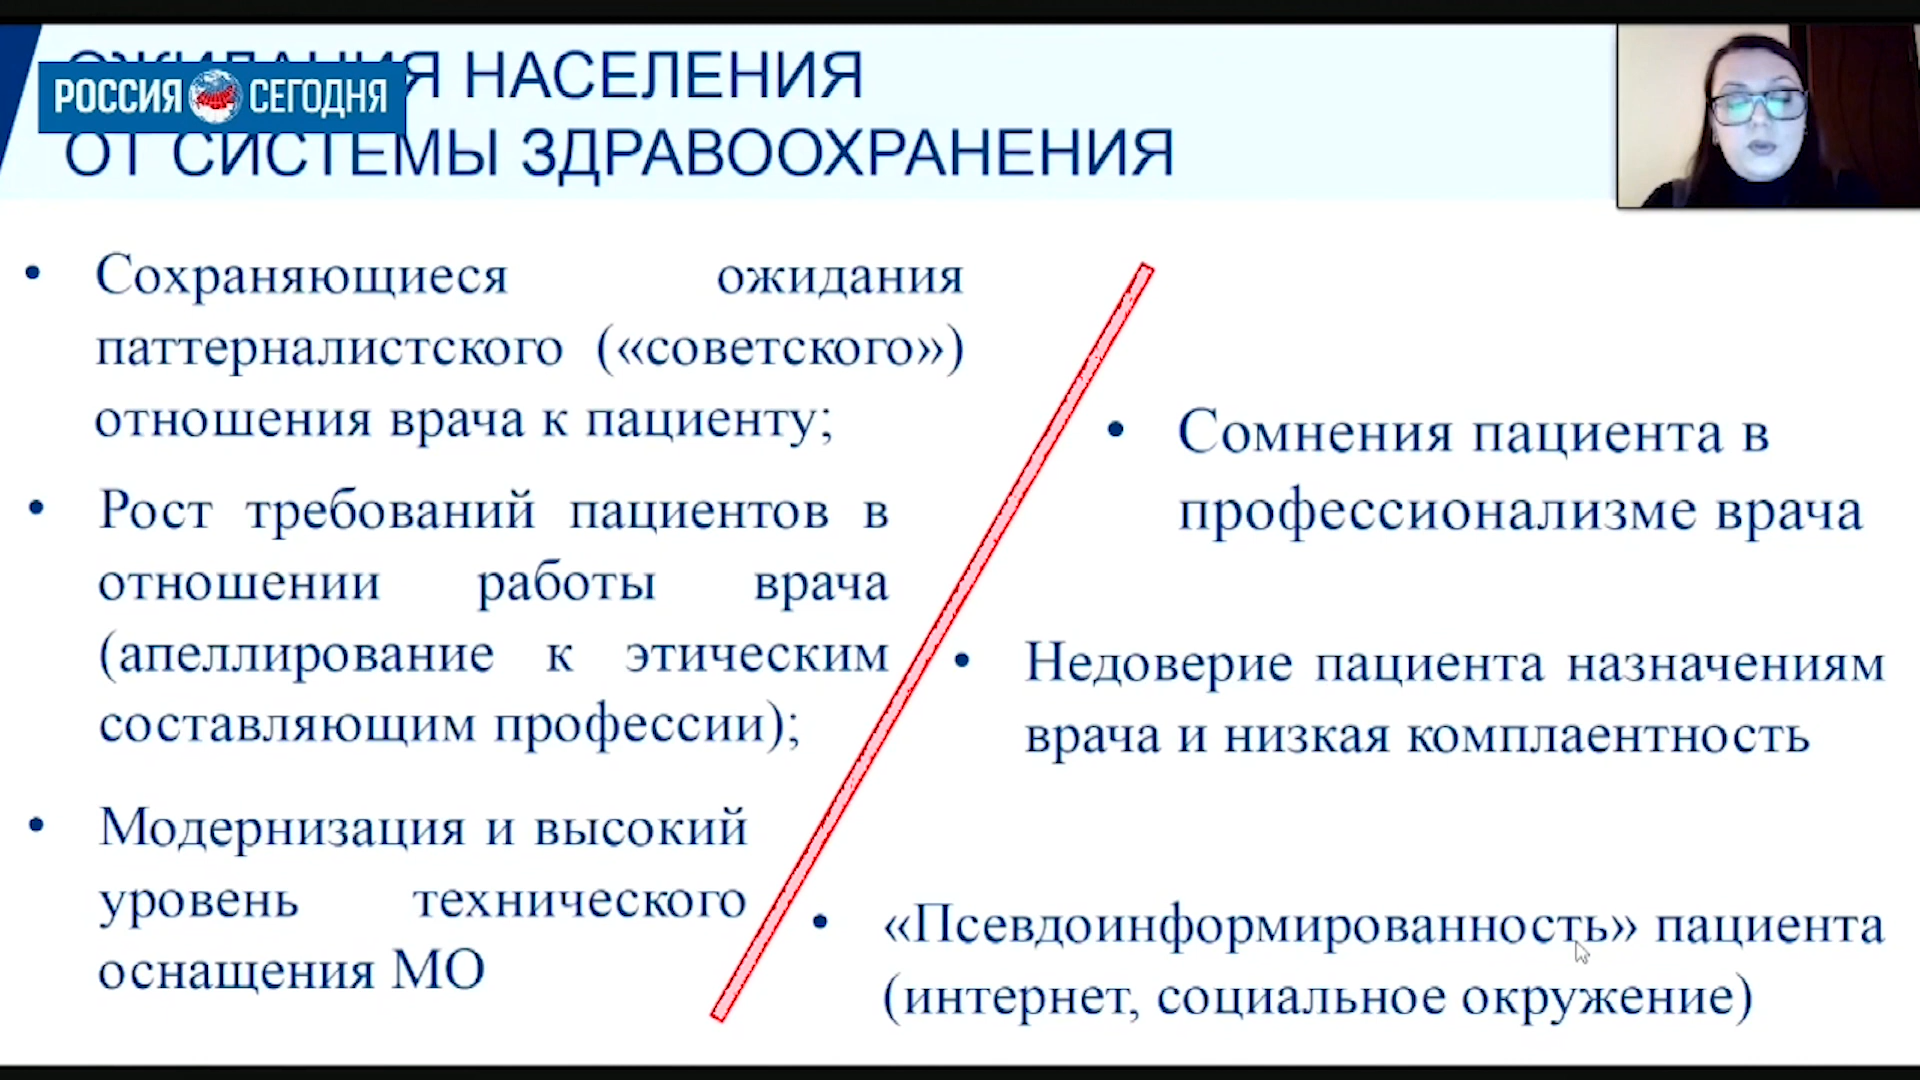 ОЖИДАНИЯ НАСЕЛЕНИЯ
РОССИЯ СЕГОДНЯ
ОТ СИСТЕМЫ ЗДРАВООХРАНЕНИЯ
• Сохраняющиеся ожидания
паттерналистского («советского»)
отношения врача к пациенту;
• Рост требований пациентов в
отношении работы врача
(апеллирование к этическим
составляющим профессии);
• Модернизация и высокий
уровень технического
оснащения МО
• Сомнения пациента в
профессионализме врача
• Недоверие пациента назначениям
врача и низкая комплаентность
• «Псевдоинформированность» пациента
(интернет, социальное окружение)